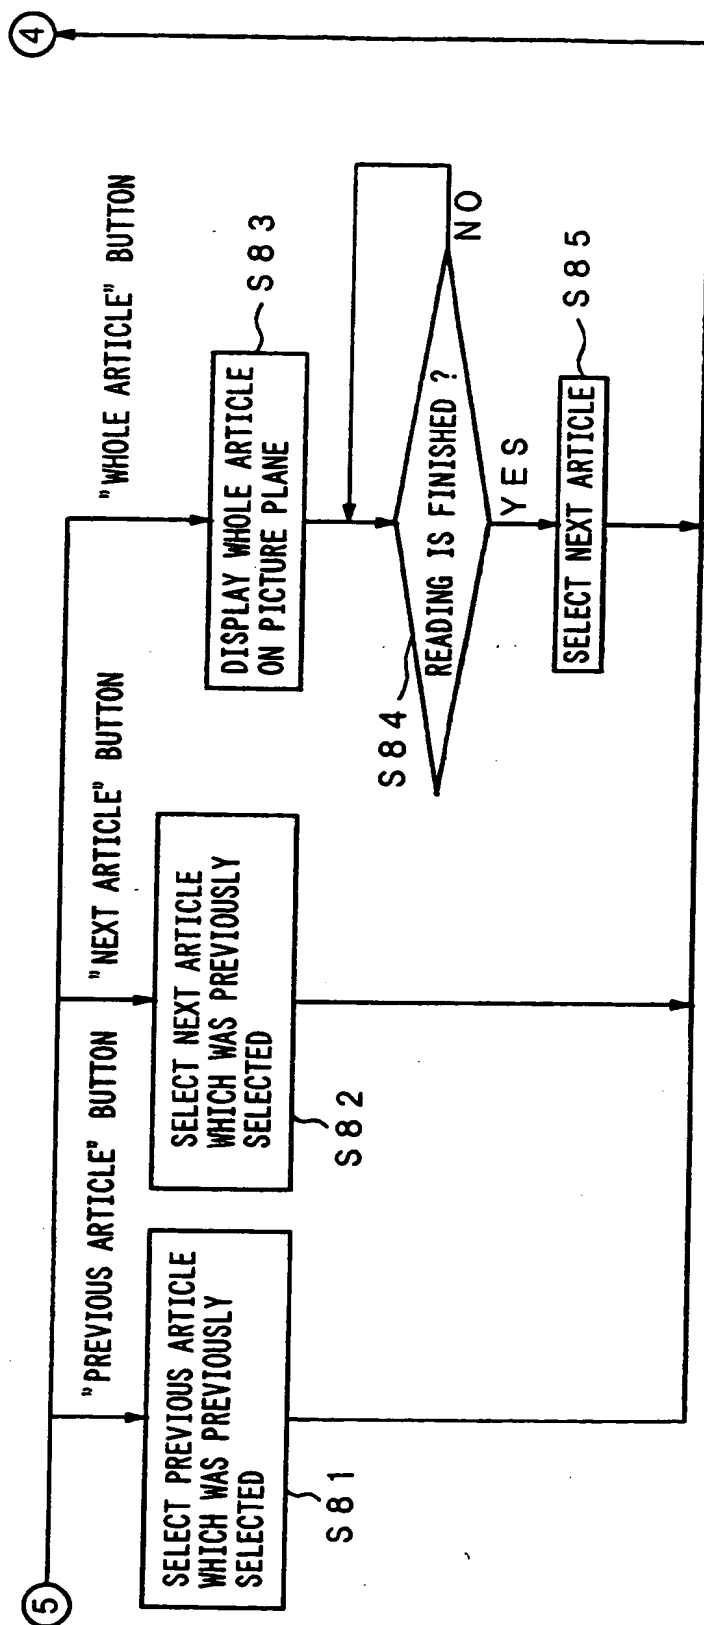 5
"PREVIOUS ARTICLE" BUTTON
SELECT PREVIOUS ARTICLE
WHICH WAS PREVIOUSLY
SELECTED
S81
"NEXT ARTICLE" BUTTON
SELECT NEXT ARTICLE
WHICH WAS PREVIOUSLY
SELECTED
S82
"WHOLE ARTICLE" BUTTON
DISPLAY WHOLE ARTICLE
ON PICTURE PLANE
S83
S84
READING IS FINISHED ?
NO
YES
SELECT NEXT ARTICLE
S85
4